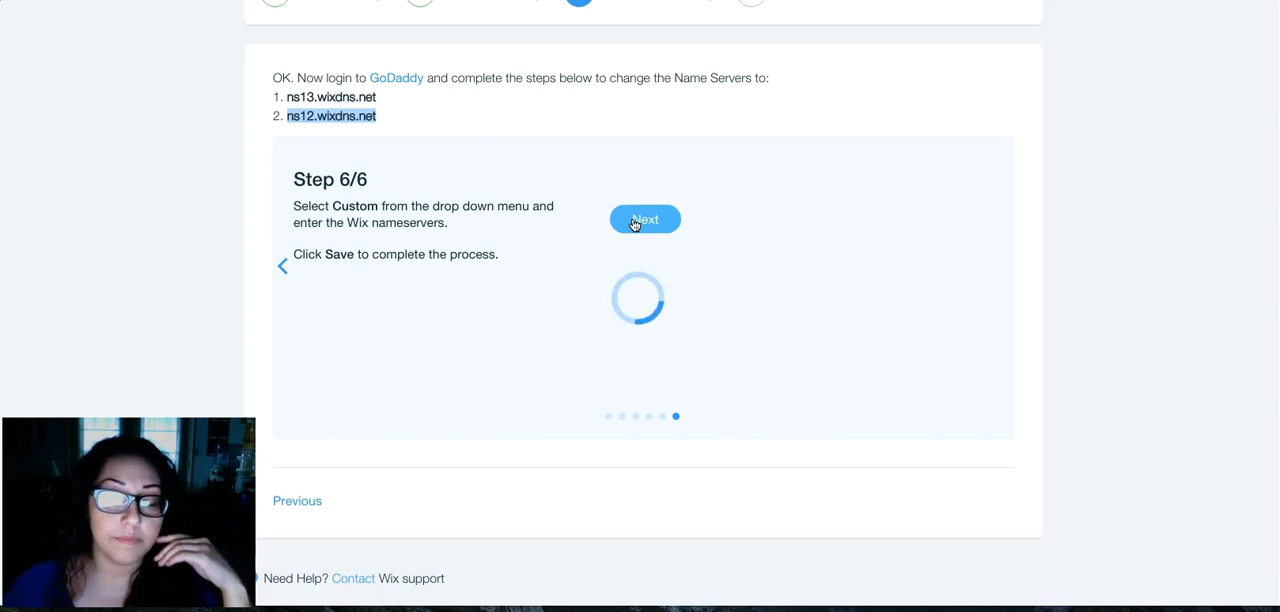 OK. Now login to GoDaddy and complete the steps below to change the Name Servers to:
1. ns13.wixdns.net
2. ns12.wixdns.net
Step 6/6
Select Custom from the drop down menu and
enter the Wix nameservers.
Next
Click Save to complete the process.
Previous
Need Help? Contact Wix support